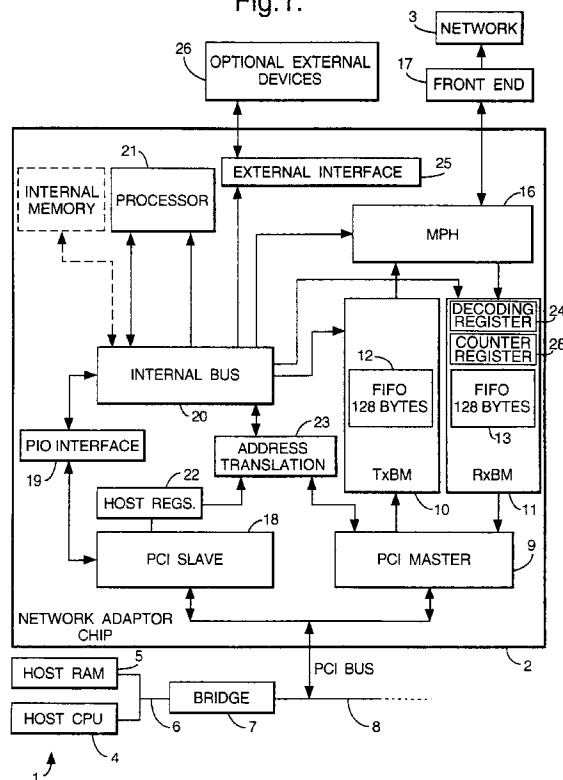 Fig.1.
3
NETWORK
26
OPTIONAL EXTERNAL
DEVICES
17
FRONT END
21
INTERNAL
MEMORY
PROCESSOR
EXTERNAL INTERFACE
25
16
MPH
DECODING
REGISTER
24
COUNTER
REGISTER
28
12
INTERNAL BUS
20
FIFO
128 BYTES
FIFO
128 BYTES
13
PIO INTERFACE
19
23
ADDRESS
TRANSLATION
22
HOST REGS.
TxBM
RxBM
10
11
18
PCI SLAVE
PCI MASTER
9
NETWORK ADAPTOR
CHIP
2
5
HOST RAM
PCI BUS
HOST CPU
4
6
BRIDGE
7
8
1